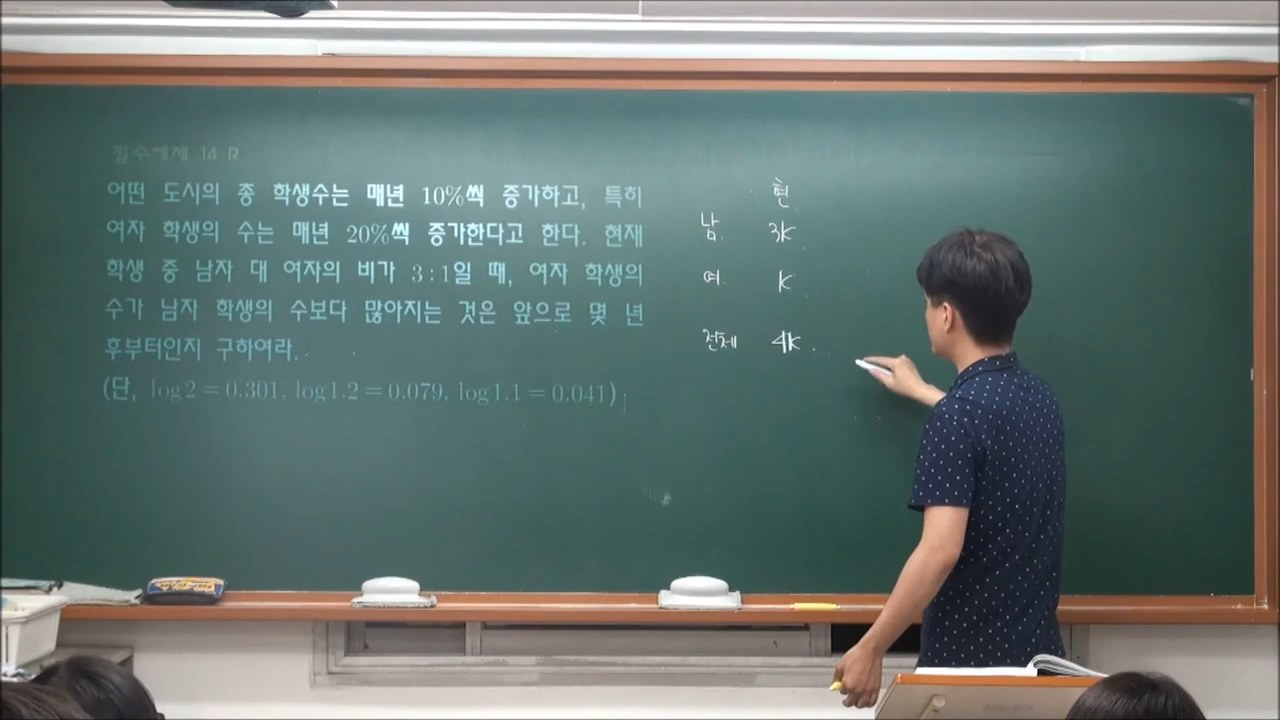 필수예제 14-R
어떤 도시의 총 학생수는 매년 10%씩 증가하고, 특히
여자 학생의 수는 매년 20%씩 증가한다고 한다. 현재
학생 중 남자 대 여자의 비가 3 : 1일 때, 여자 학생의
수가 남자 학생의 수보다 많아지는 것은 앞으로 몇 년
후부터인지 구하여라.
(단, log2 = 0.301, log1.2 = 0.079, log1.1 = 0.041)
현
남 3K
여 K
전체 4K